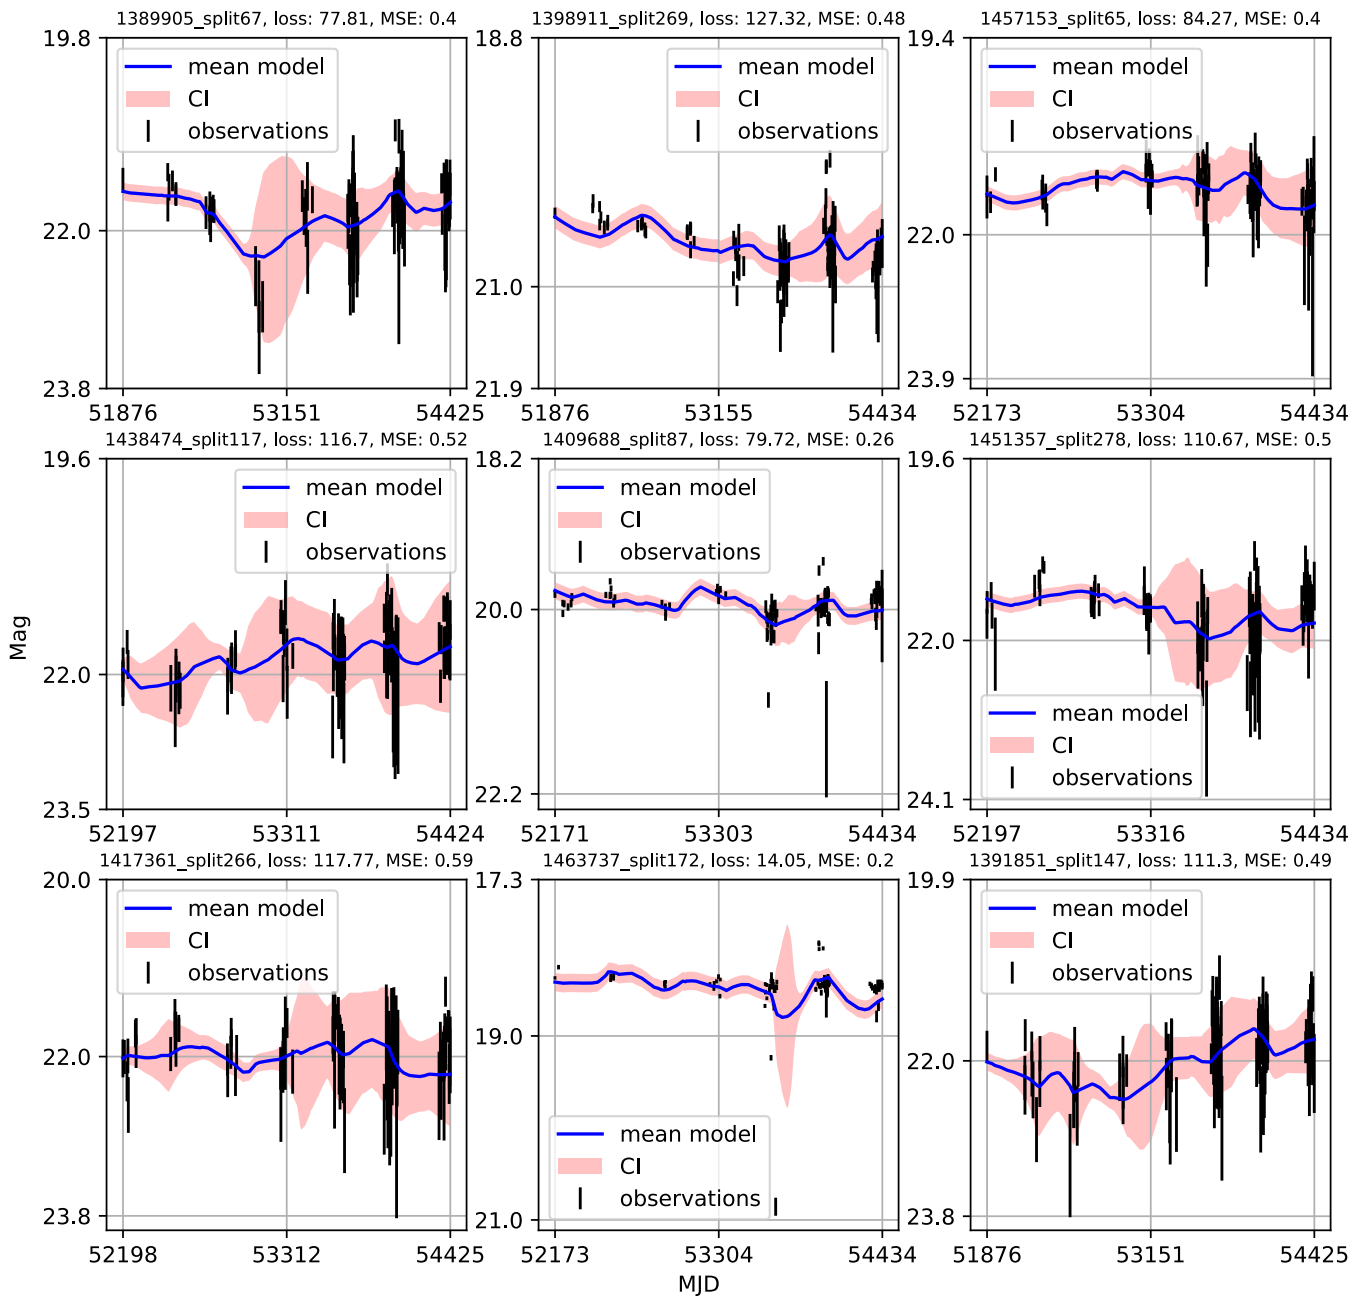 1389905_split67, loss: 77.81, MSE: 0.4
19.8
22.0
23.8
mean model
CI
observations
51876
53151
54425
1398911_split269, loss: 127.32, MSE: 0.48
18.8
21.0
21.9
mean model
CI
observations
51876
53155
54434
1457153_split65, loss: 84.27, MSE: 0.4
19.4
22.0
23.9
mean model
CI
observations
52173
53304
54434
1438474_split117, loss: 116.7, MSE: 0.52
19.6
22.0
23.5
mean model
CI
observations
52197
53311
54424
1409688_split87, loss: 79.72, MSE: 0.26
18.2
20.0
22.2
mean model
CI
observations
52171
53303
54434
1451357_split278, loss: 110.67, MSE: 0.5
19.6
22.0
24.1
mean model
CI
observations
52197
53316
54434
Mag
1417361_split266, loss: 117.77, MSE: 0.59
20.0
22.0
23.8
mean model
CI
observations
52198
53312
54425
1463737_split172, loss: 14.05, MSE: 0.2
17.3
19.0
21.0
mean model
CI
observations
52173
53304
54434
1391851_split147, loss: 111.3, MSE: 0.49
19.9
22.0
23.8
mean model
CI
observations
51876
53151
54425
MJD